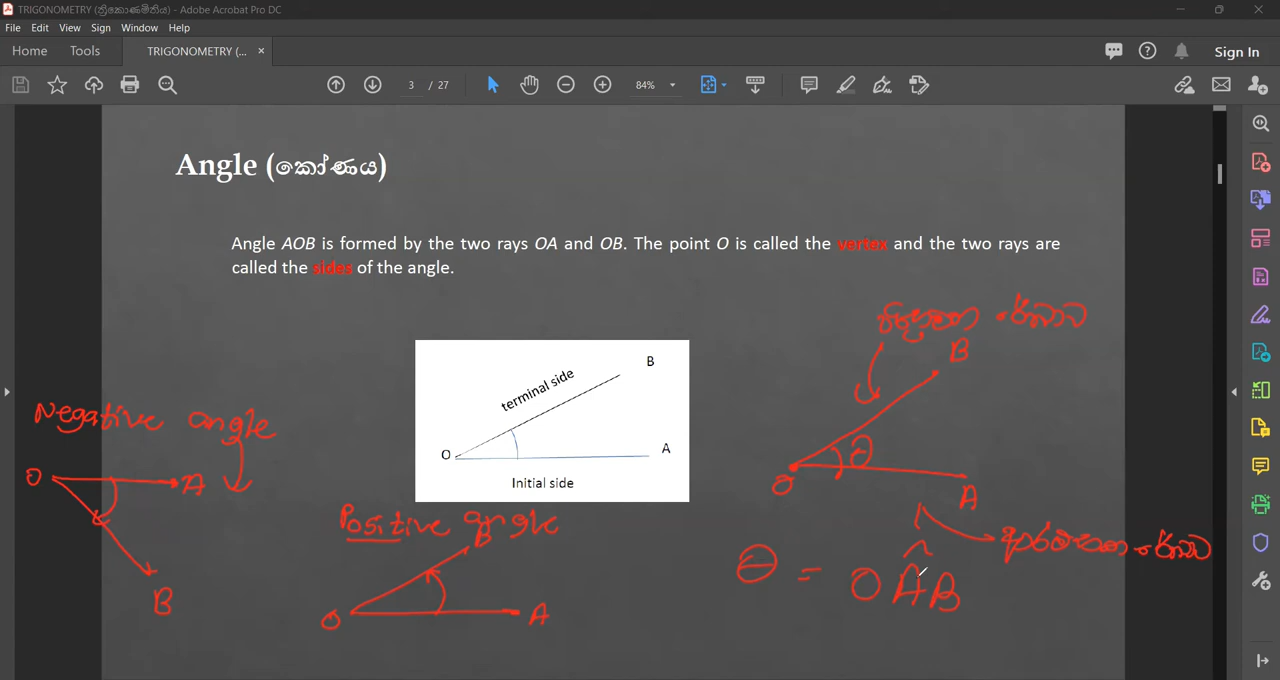 TRIGONOMETRY (ත්‍රිකොණමිතිය) - Adobe Acrobat Pro DC
File Edit View Sign Window Help
Home Tools TRIGONOMETRY (... × Sign In
3 / 27 84%
Angle (කෝණය)
Angle AOB is formed by the two rays OA and OB. The point O is called the vertex and the two rays are
called the sides of the angle.
B
terminal side
O
A
Initial side
Negative angle
O A
B
Positive angle
B
O A
රේඛාව
B
θ
O A
ආරම්භක රේඛාව
θ = OÂB